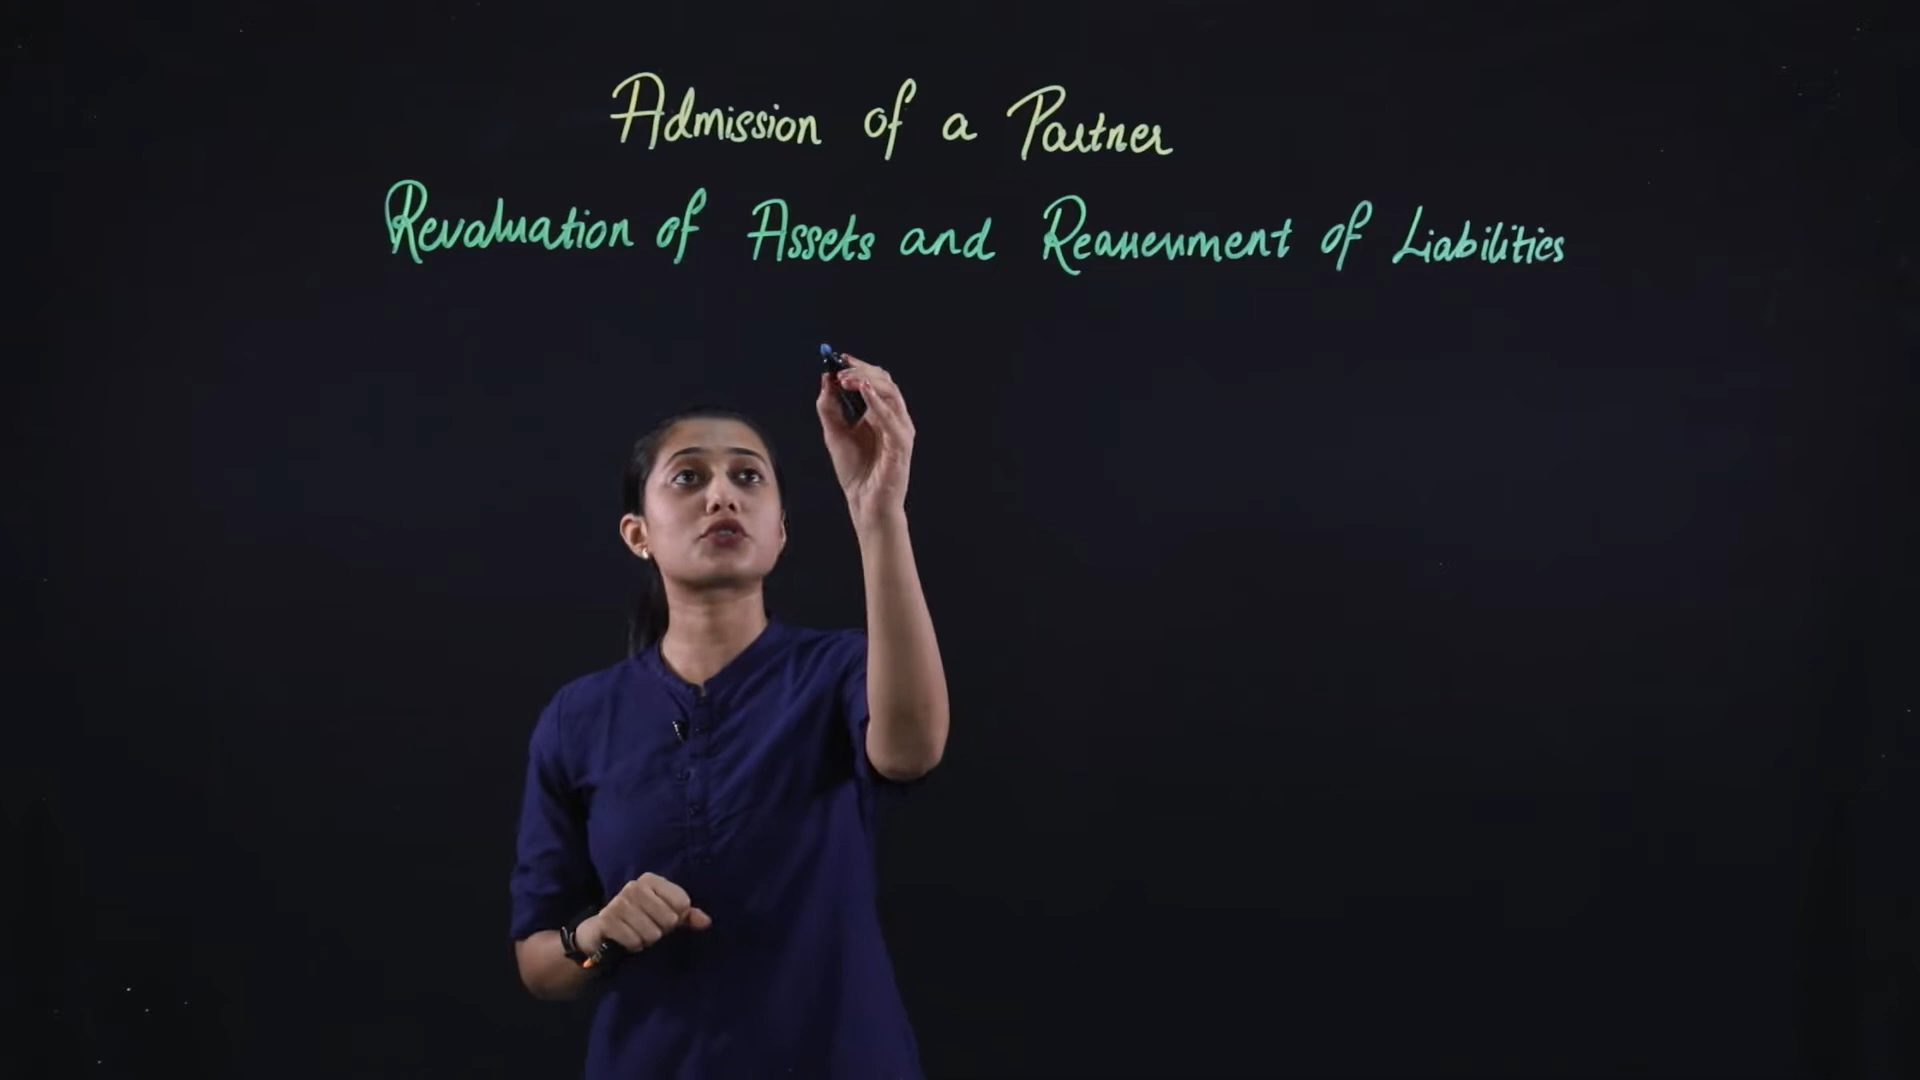 Admission of a Partner
Revaluation of Assets and Reassessment of Liabilities